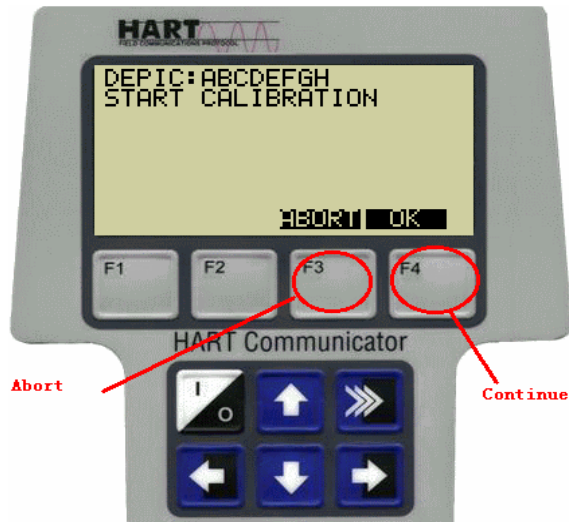 HART
FIELD COMMUNICATIONS PROTOCOL
DEPIC:ABCDEFGH
START CALIBRATION
ABORT OK
F1 F2 F3 F4
HART Communicator
Abort
Continue
I
O